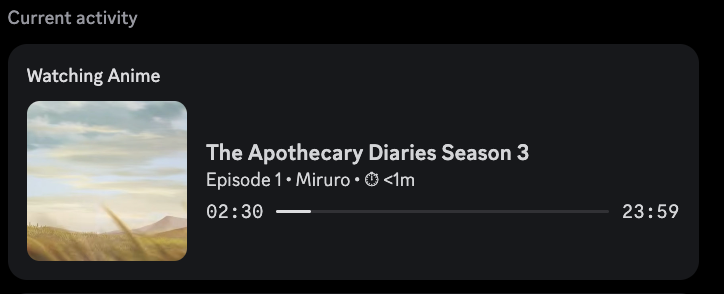 Current activity
Watching Anime
The Apothecary Diaries Season 3
Episode 1 • Miruro • ⏱ <1m
02:30 23:59